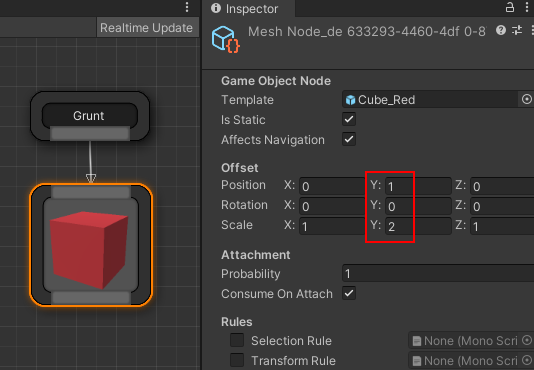 Realtime Update
Grunt
Inspector
Mesh Node_de 633293-4460-4df 0-8
Game Object Node
Template Cube_Red
Is Static
Affects Navigation
Offset
Position X: 0 Y: 1 Z: 0
Rotation X: 0 Y: 0 Z: 0
Scale X: 1 Y: 2 Z: 1
Attachment
Probability 1
Consume On Attach
Rules
Selection Rule None (Mono Scri
Transform Rule None (Mono Scri